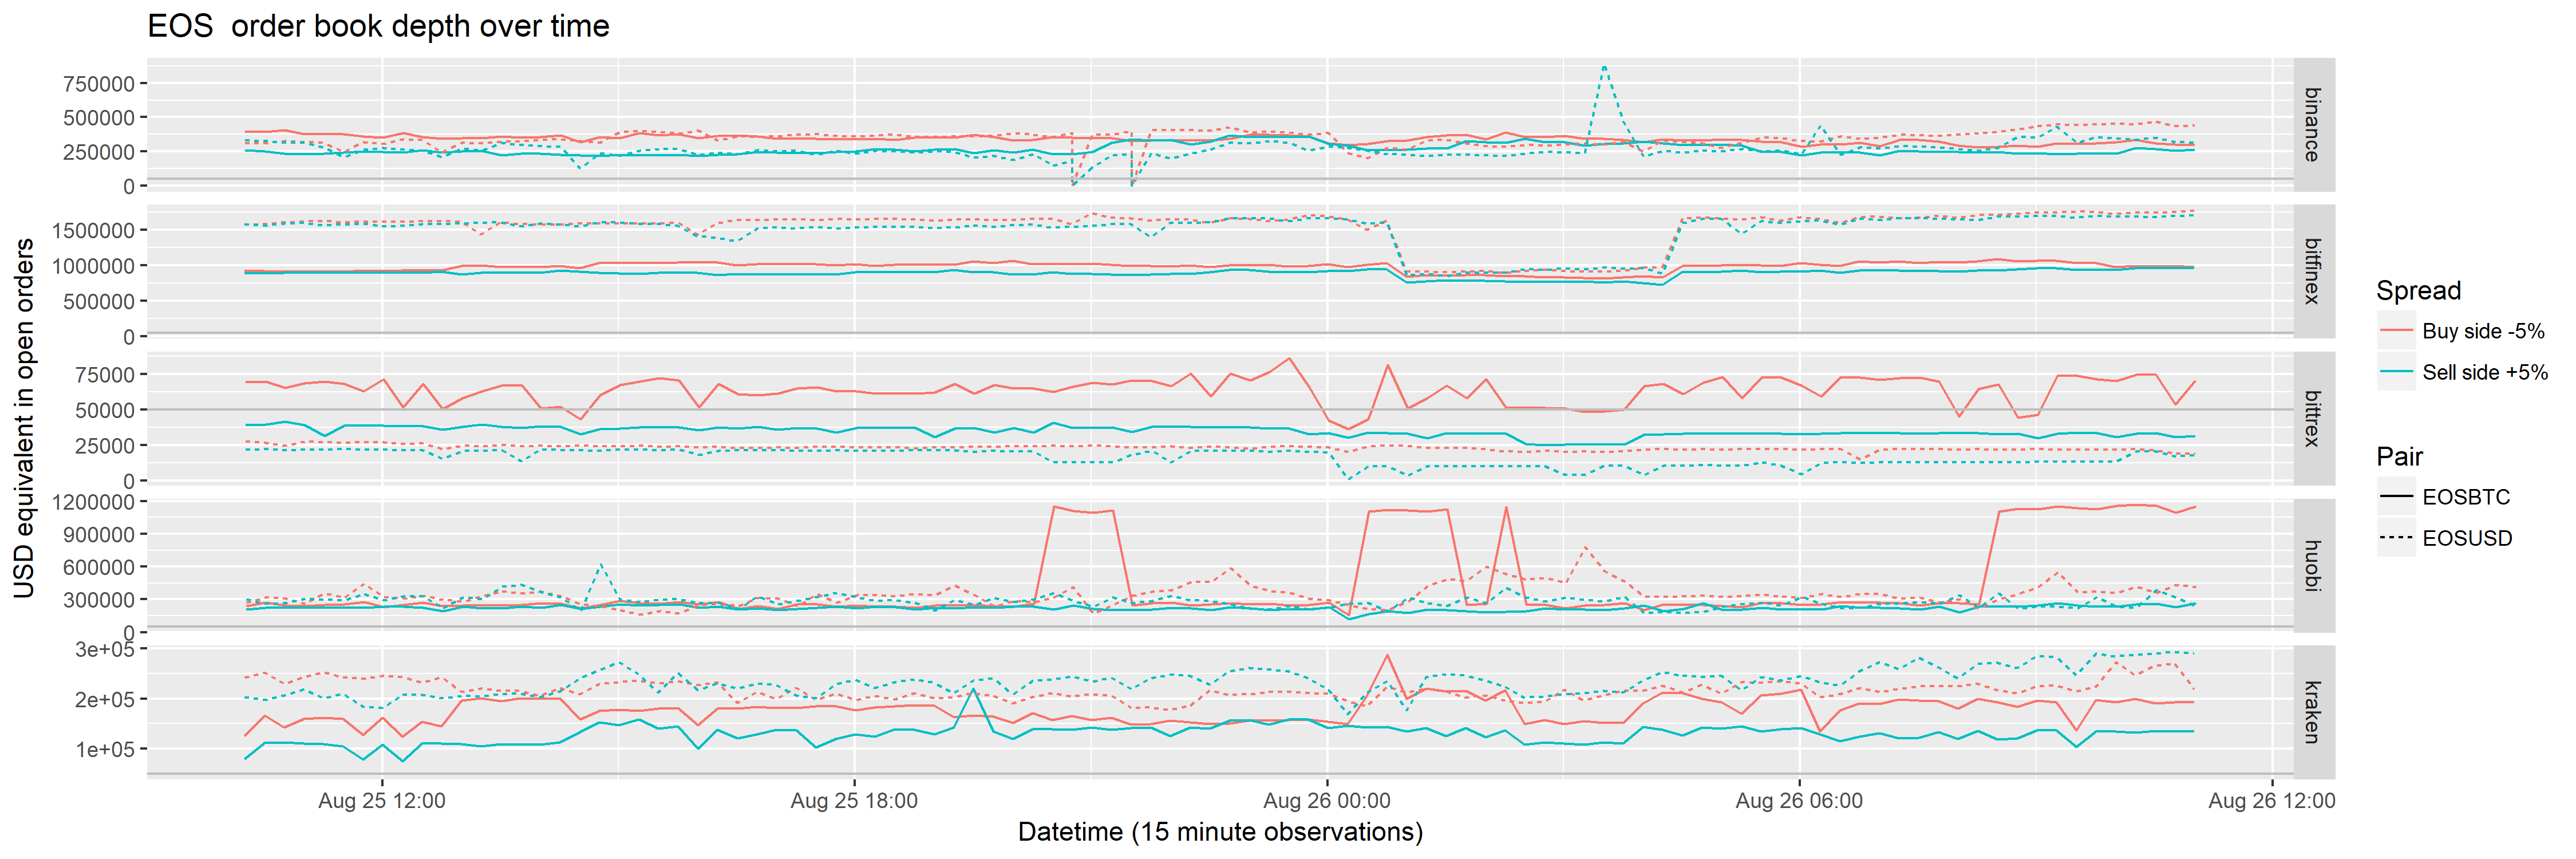 EOS  order book depth over time
USD equivalent in open orders
750000
500000
250000
0
binance
1500000
1000000
500000
0
bitfinex
75000
50000
25000
0
bittrex
1200000
900000
600000
300000
0
huobi
3e+05
2e+05
1e+05
kraken
Aug 25 12:00
Aug 25 18:00
Aug 26 00:00
Aug 26 06:00
Aug 26 12:00
Datetime (15 minute observations)
Spread
Buy side -5%
Sell side +5%
Pair
EOSBTC
EOSUSD